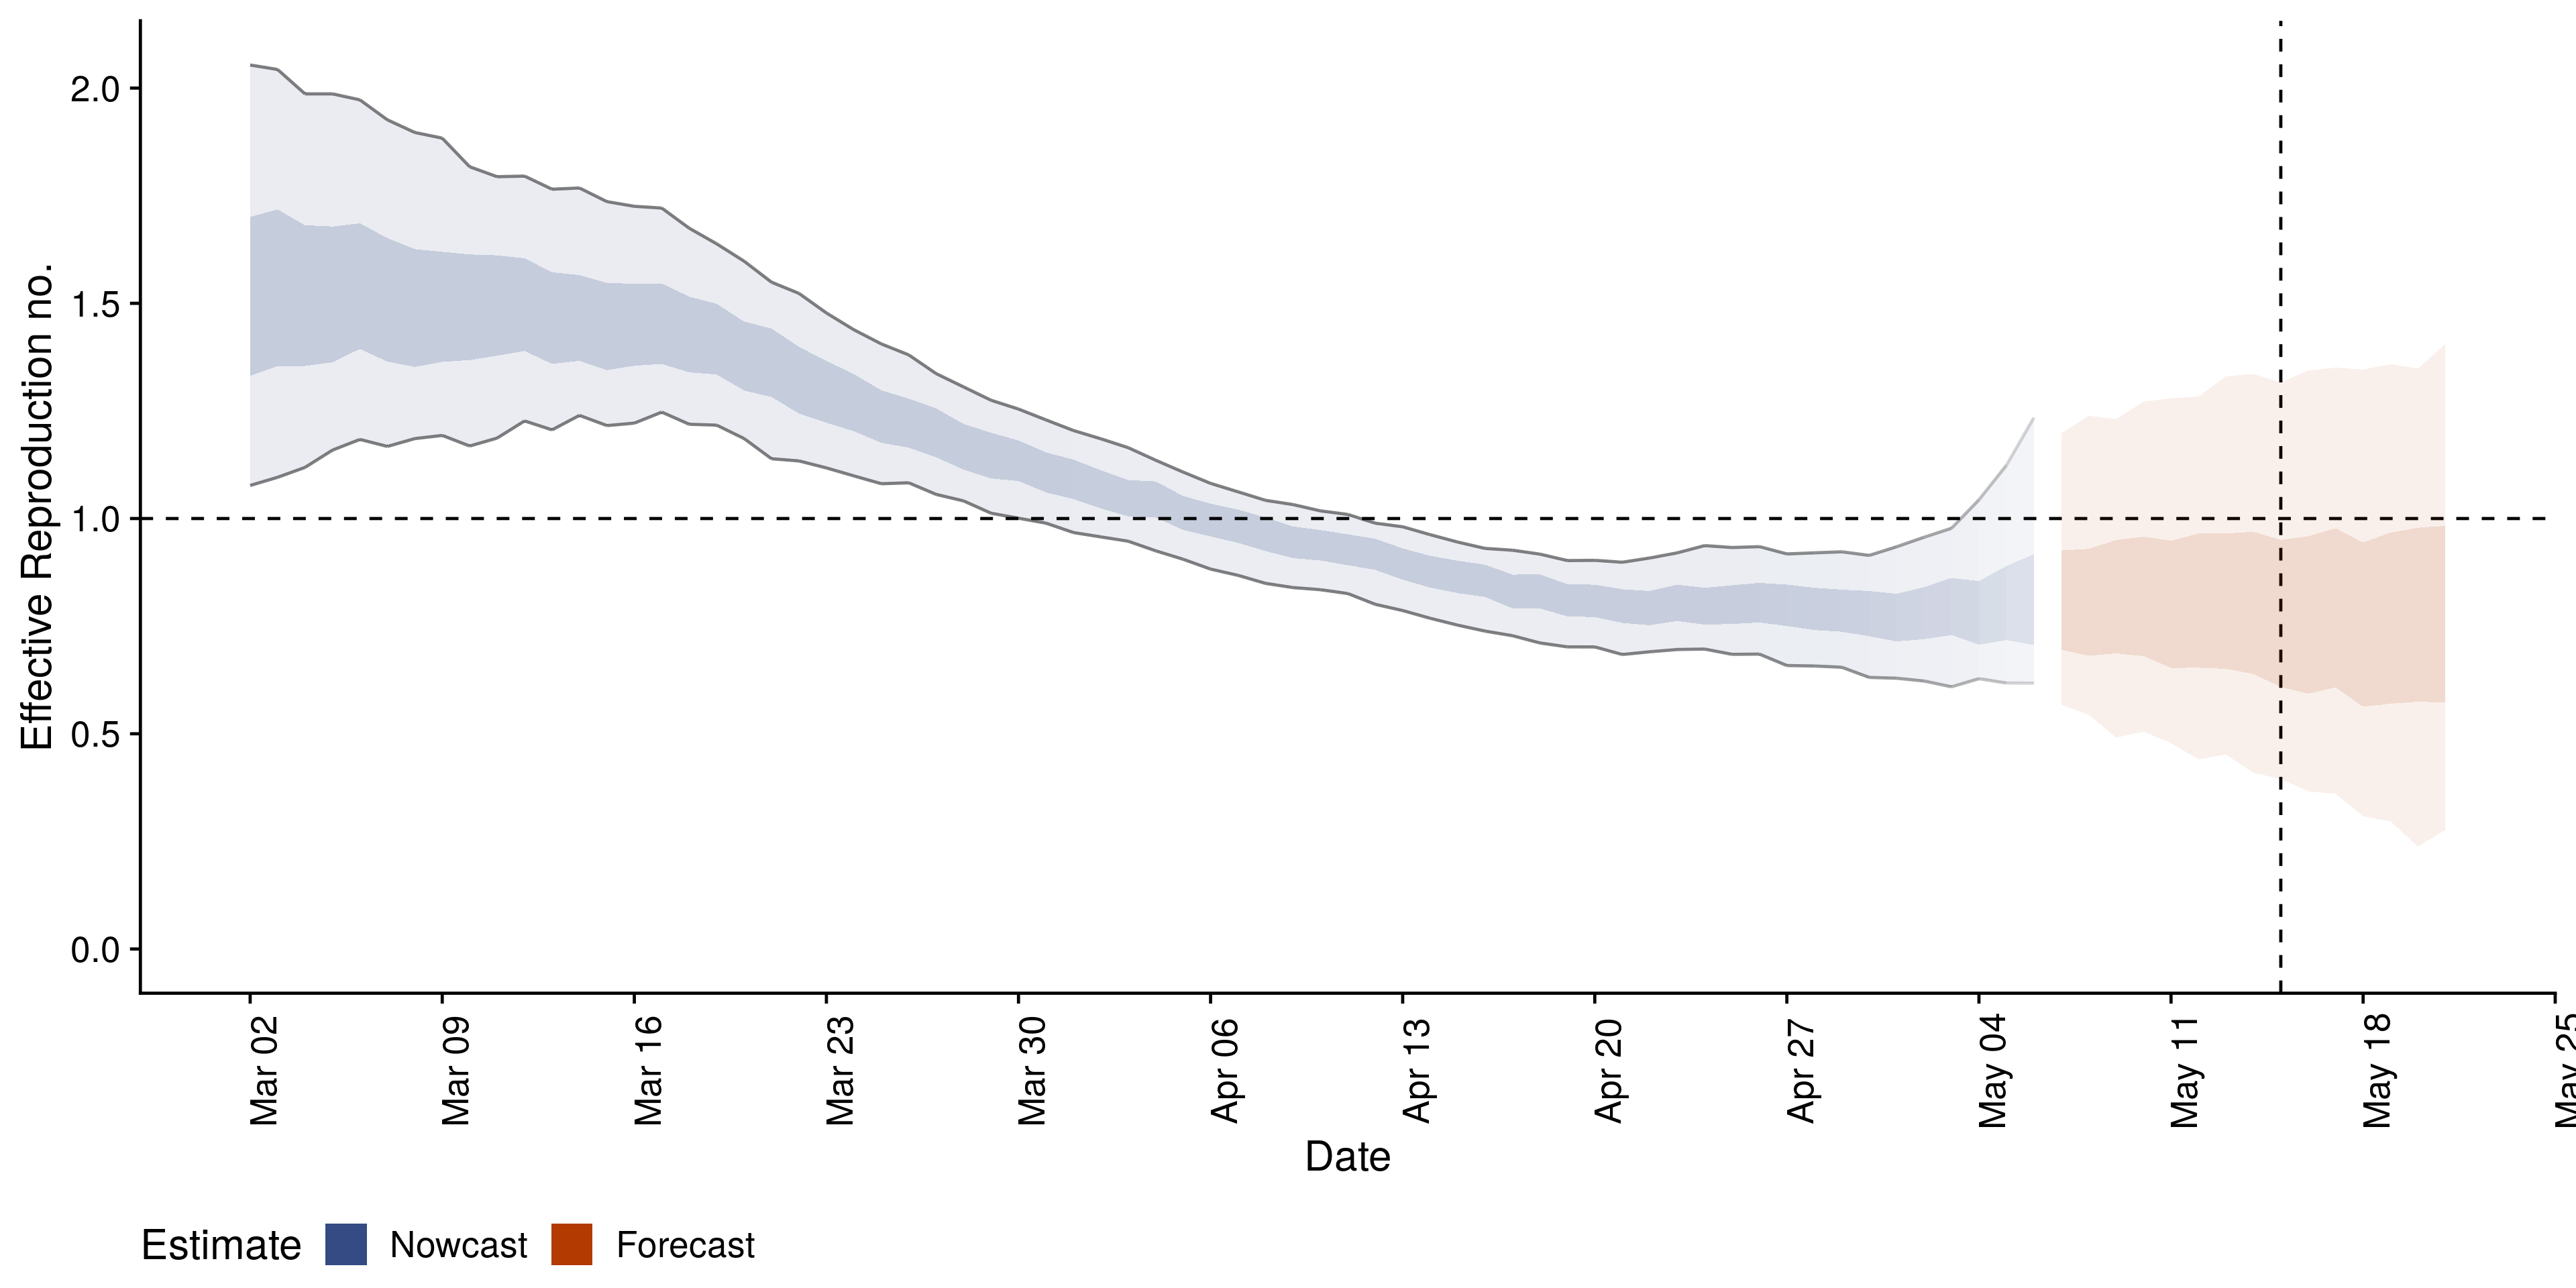 Effective Reproduction no.
2.0
1.5
1.0
0.5
0.0
Mar 02
Mar 09
Mar 16
Mar 23
Mar 30
Apr 06
Apr 13
Apr 20
Apr 27
May 04
May 11
May 18
May 25
Date
Estimate Nowcast Forecast